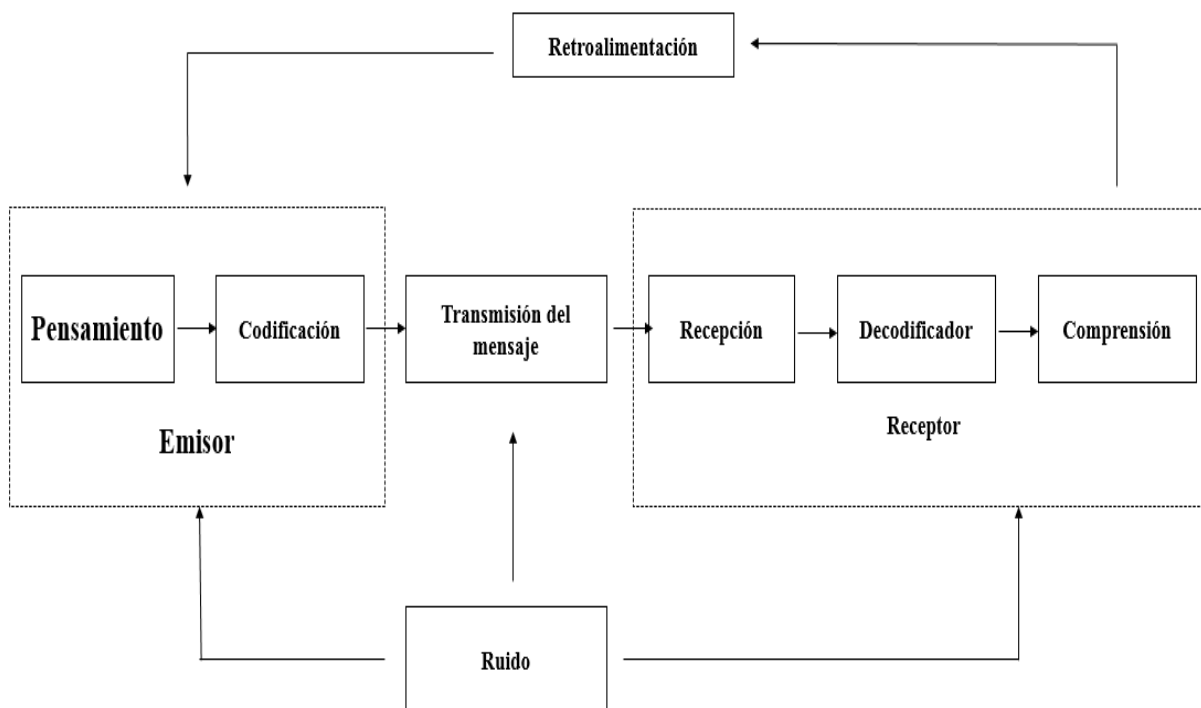 Retroalimentación
Pensamiento
Codificación
Transmisión del
mensaje
Recepción
Decodificador
Comprensión
Emisor
Receptor
Ruido